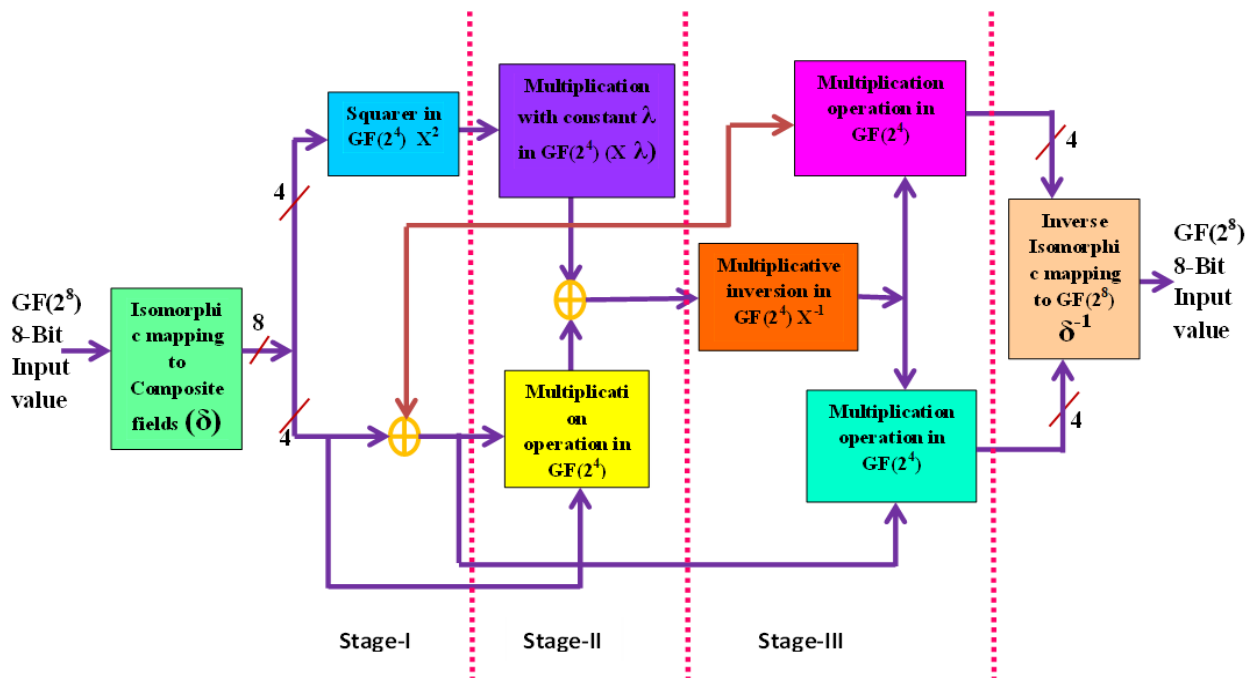 GF(2⁸)
8-Bit
Input
value
Isomorphi
c mapping
to
Composite
fields (δ)
8
4
4
Squarer in
GF(2⁴) X²
Multiplication
with constant λ
in GF(2⁴) (X λ)
Multiplicati
on
operation in
GF(2⁴)
Multiplication
operation in
GF(2⁴)
Multiplicative
inversion in
GF(2⁴) X⁻¹
Multiplication
operation in
GF(2⁴)
4
4
Inverse
Isomorphi
c mapping
to GF(2⁸)
δ⁻¹
GF(2⁸)
8-Bit
Input
value
Stage-I
Stage-II
Stage-III